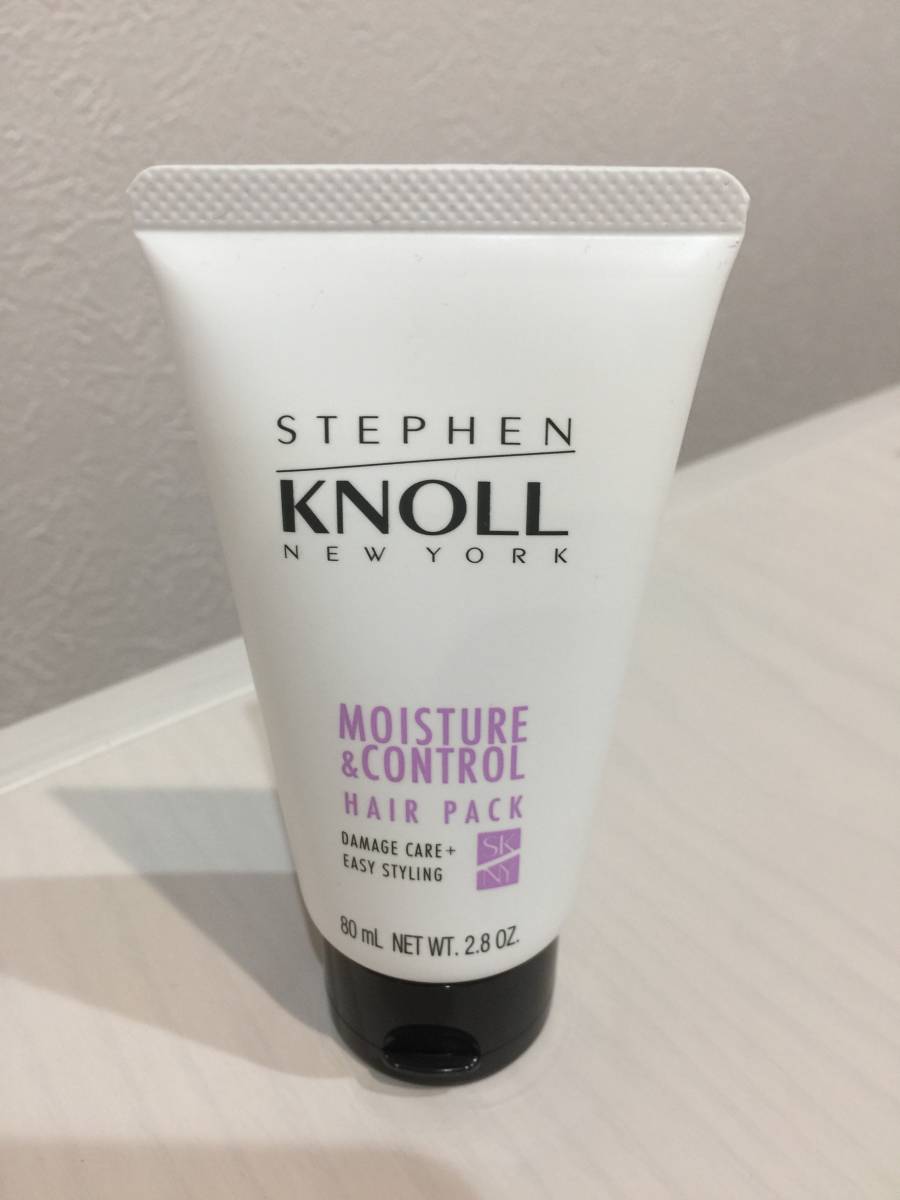 STEPHEN
KNOLL
NEW YORK
MOISTURE
&CONTROL
HAIR PACK
DAMAGE CARE+
EASY STYLING
SK
NY
80 mL NET WT. 2.8 OZ.